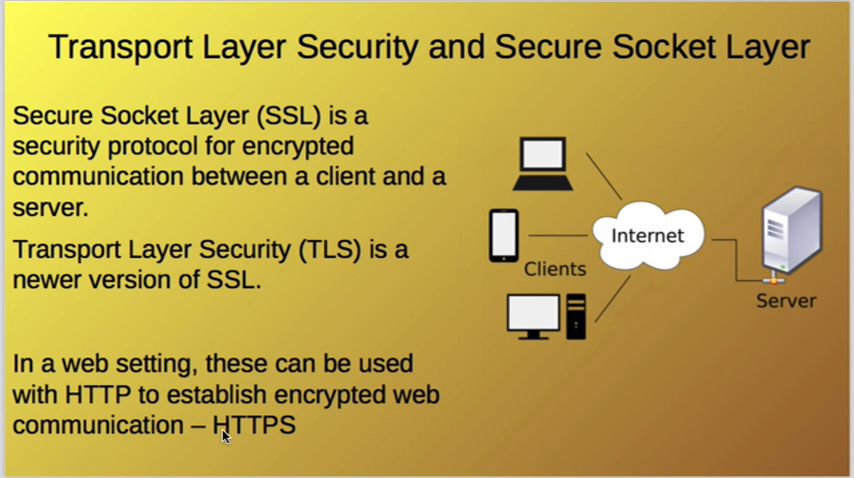 Transport Layer Security and Secure Socket Layer
Secure Socket Layer (SSL) is a
security protocol for encrypted
communication between a client and a
server.
Transport Layer Security (TLS) is a
newer version of SSL.
In a web setting, these can be used
with HTTP to establish encrypted web
communication – HTTPS
Internet
Clients
Server